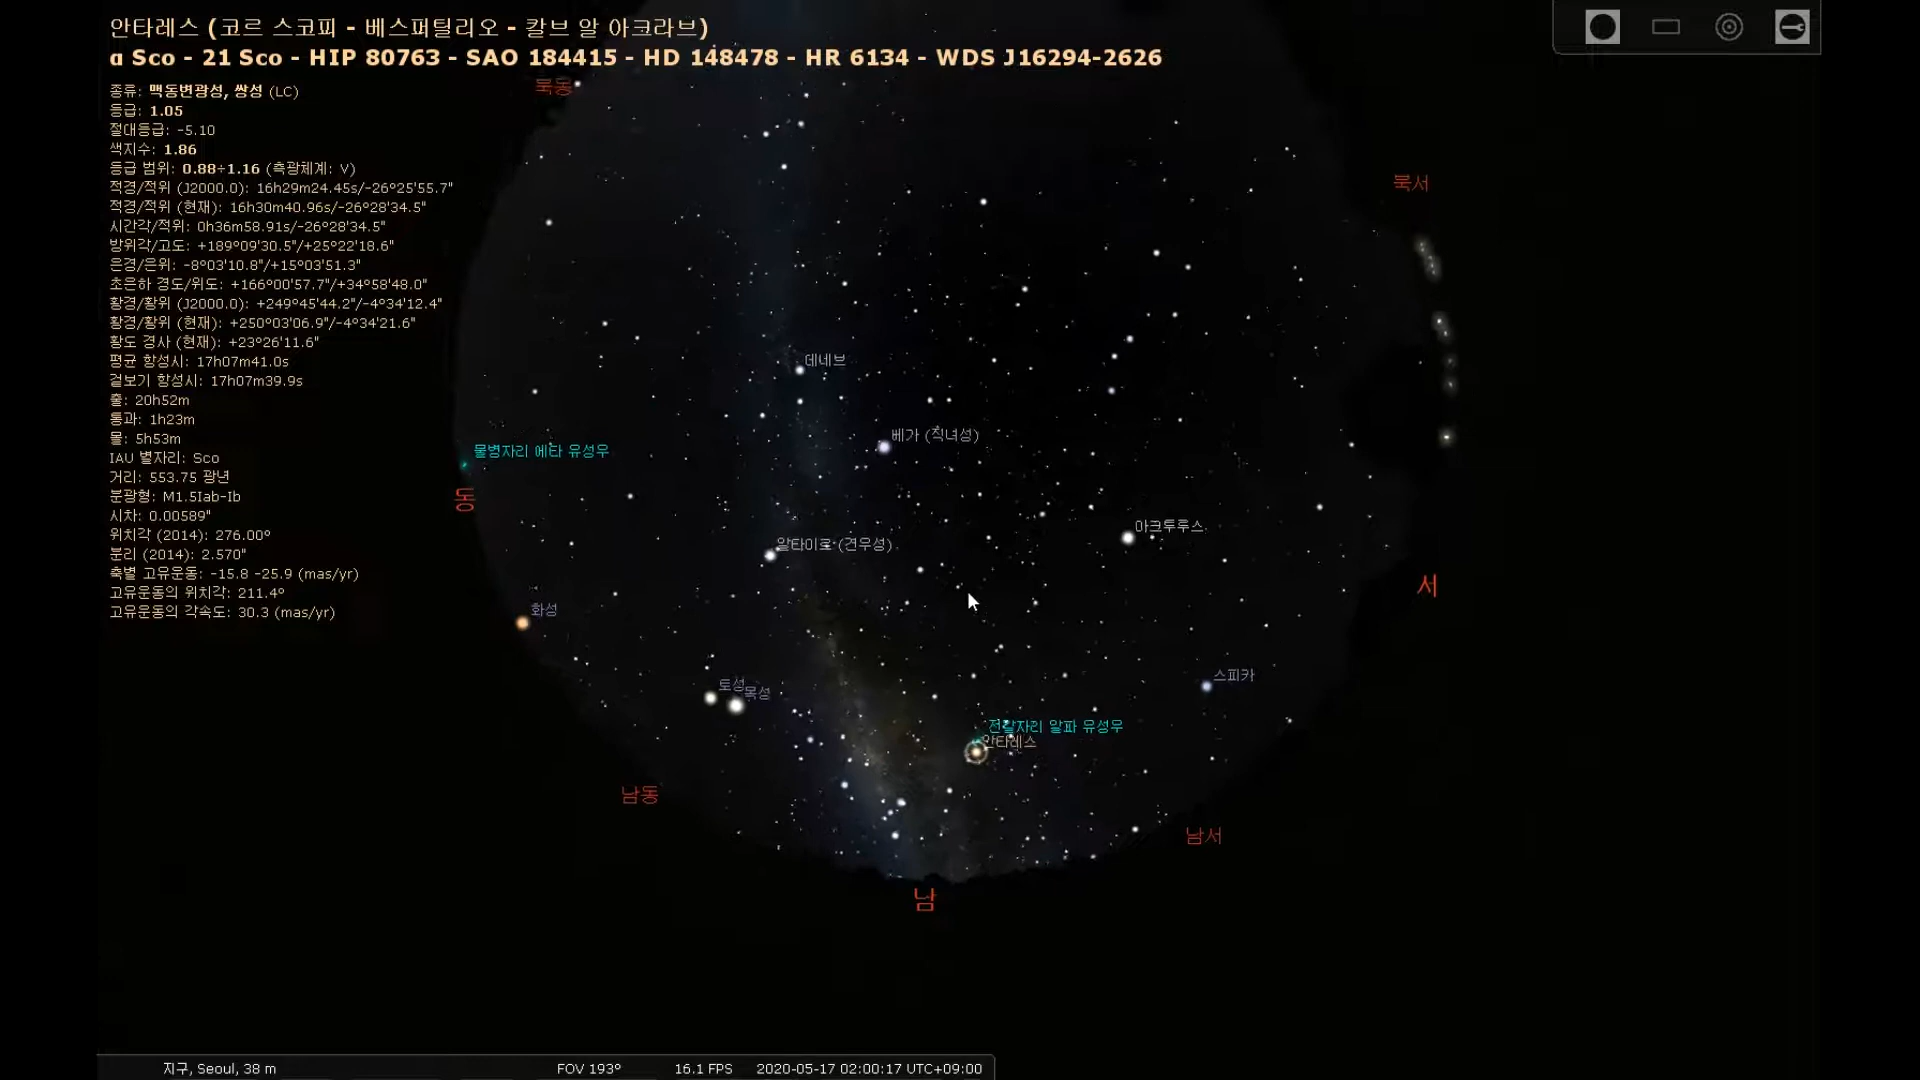 안타레스 (코르 스코피 - 베스퍼틸리오 - 칼브 알 아크라브)
α Sco - 21 Sco - HIP 80763 - SAO 184415 - HD 148478 - HR 6134 - WDS J16294-2626
종류: 맥동변광성, 쌍성 (LC)
등급: 1.05
절대등급: -5.10
색지수: 1.86
등급 범위: 0.88÷1.16 (측광체계: V)
적경/적위 (J2000.0): 16h29m24.45s/-26°25'55.7"
적경/적위 (현재): 16h30m40.96s/-26°28'34.5"
시간각/적위: 0h36m58.91s/-26°28'34.5"
방위각/고도: +189°09'30.5"/+25°22'18.6"
은경/은위: -8°03'10.8"/+15°03'51.3"
초은하 경도/위도: +166°00'57.7"/+34°58'48.0"
황경/황위 (J2000.0): +249°45'44.2"/-4°34'12.4"
황경/황위 (현재): +250°03'06.9"/-4°34'21.6"
황도 경사 (현재): +23°26'11.6"
평균 항성시: 17h07m41.0s
겉보기 항성시: 17h07m39.9s
출: 20h52m
통과: 1h23m
몰: 5h53m
IAU 별자리: Sco
거리: 553.75 광년
분광형: M1.5Iab-Ib
시차: 0.00589"
위치각 (2014): 276.00°
분리 (2014): 2.570"
축별 고유운동: -15.8 -25.9 (mas/yr)
고유운동의 위치각: 211.4°
고유운동의 각속도: 30.3 (mas/yr)
북동
북서
데네브
베가 (직녀성)
물병자리 에타 유성우
동
아크투루스
알타이르 (견우성)
서
화성
스피카
토성
목성
전갈자리 알파 유성우
안타레스
남동
남서
남
지구, Seoul, 38 m
FOV 193°
16.1 FPS
2020-05-17 02:00:17 UTC+09:00